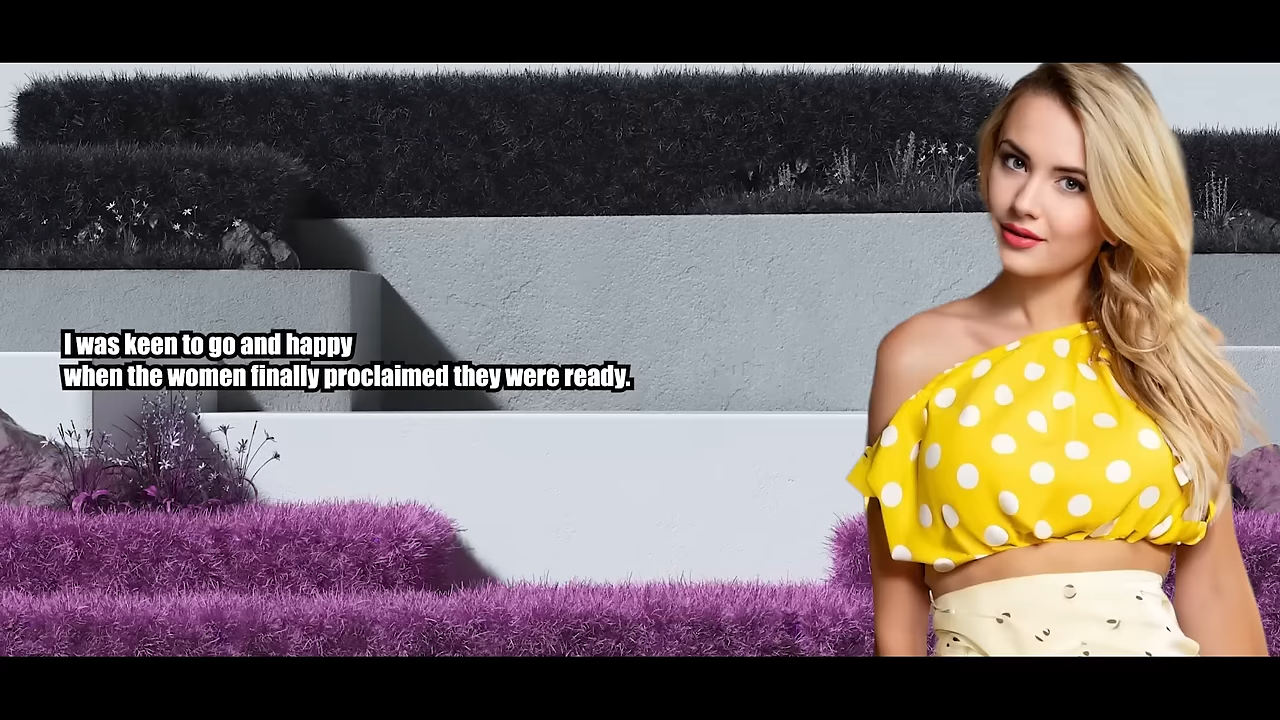 I was keen to go and happy
when the women finally proclaimed they were ready.